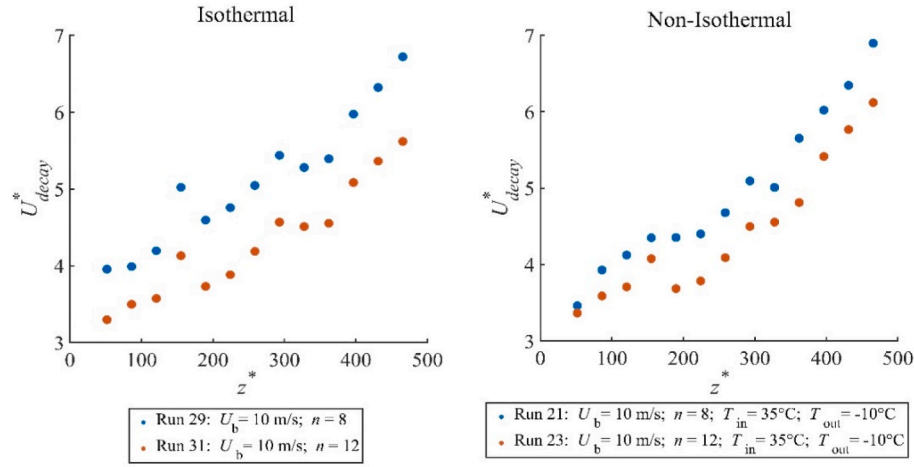 Isothermal
7
6
5
4
3
U*decay
0 100 200 300 400 500
z*
Run 29: Ub= 10 m/s; n = 8
Run 31: Ub= 10 m/s; n = 12
Non-Isothermal
7
6
5
4
3
U*decay
0 100 200 300 400 500
z*
Run 21: Ub= 10 m/s; n = 8; Tin= 35°C; Tout= -10°C
Run 23: Ub= 10 m/s; n = 12; Tin= 35°C; Tout= -10°C